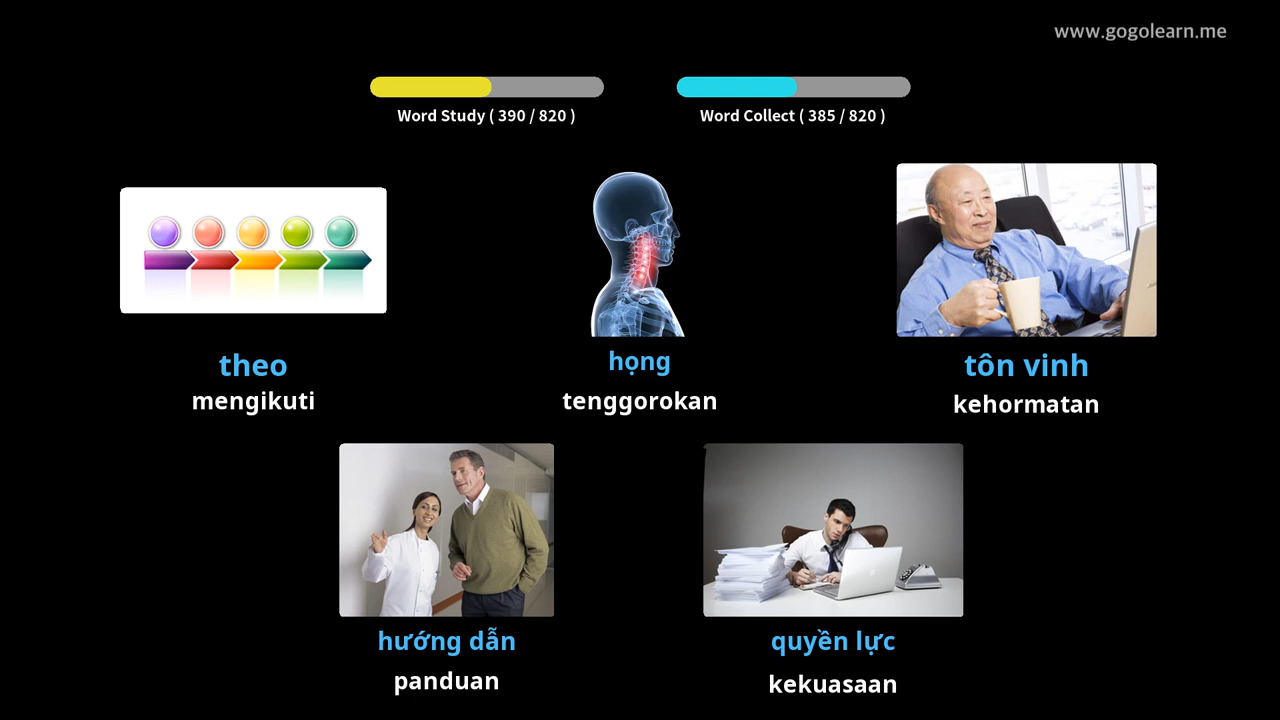 www.gogolearn.me
Word Study ( 390 / 820 )
Word Collect ( 385 / 820 )
theo
mengikuti
họng
tenggorokan
tôn vinh
kehormatan
hướng dẫn
panduan
quyền lực
kekuasaan